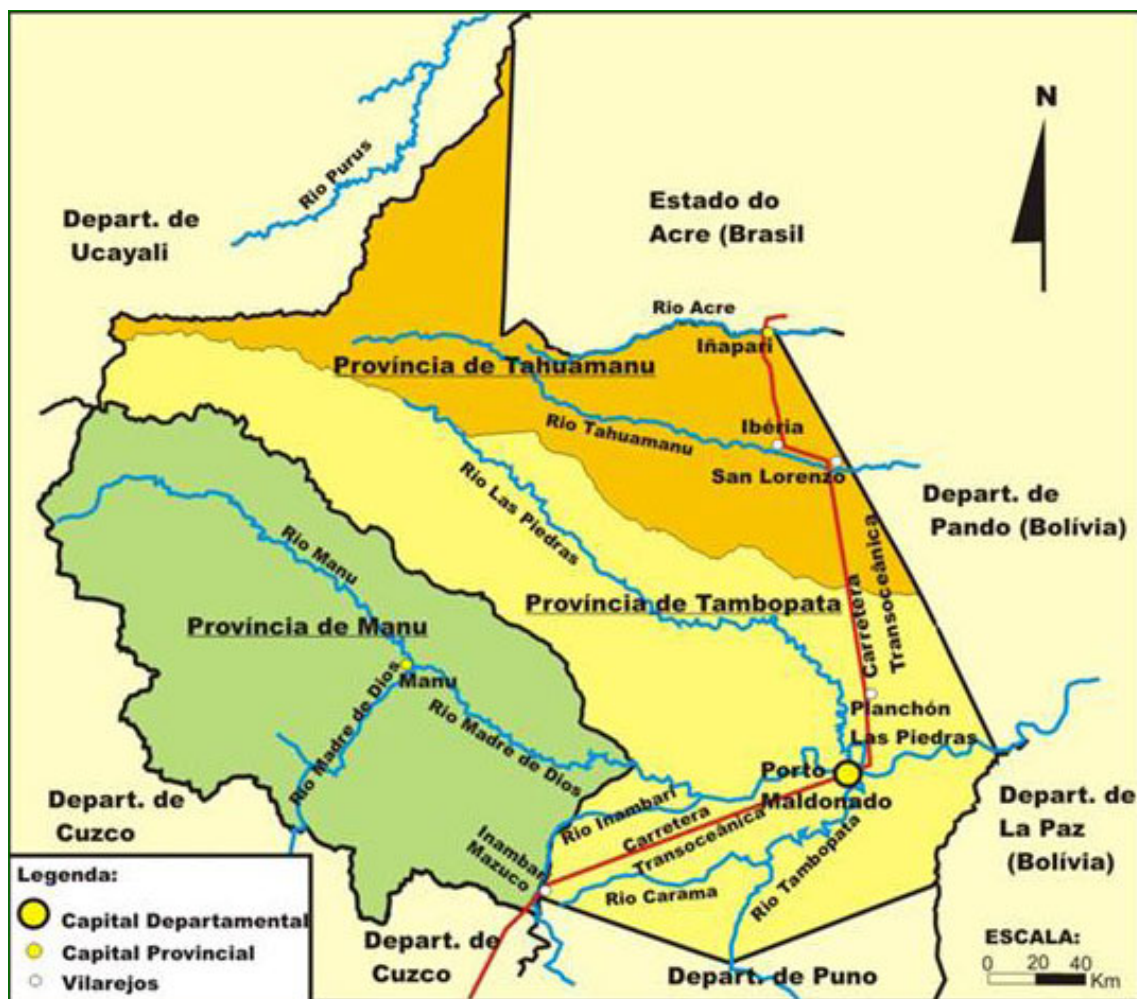 N
Rio Purus
Depart. de
Ucayali
Estado do
Acre (Brasil
Rio Acre
Iñapari
Província de Tahuamanu
Ibéria
Rio Tahuamanu
San Lorenzo
Depart. de
Pando (Bolívia)
Rio Las Piedras
Rio Manu
Carretera
Transoceânica
Província de Tambopata
Província de Manu
Manu
Rio Madre de Dios
Rio Madre de Dios
Planchón
Las Piedras
Porto
Maldonado
Depart. de
Cuzco
Rio Inambari
Carretera
Transoceânica
Depart. de
La Paz
(Bolívia)
Inambari
Mazuco
Rio Carama
Rio Tambopata
Depart. de
Cuzco
Depart. de Puno
Legenda:
Capital Departamental
Capital Provincial
Vilarejos
ESCALA:
0 20 40 Km